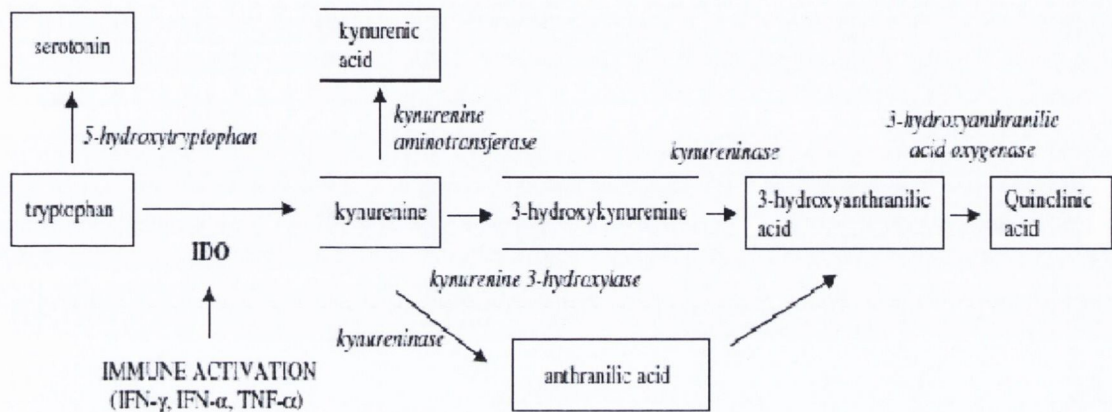 serotonin
kynurenic
acid
5-hydroxytryptophan
kynurenine
aminotransferase
kynureninase
3-hydroxyanthranilic
acid oxygenase
tryptophan
kynurenine
3-hydroxykynurenine
3-hydroxyanthranilic
acid
Quinclinic
acid
IDO
kynurenine 3-hydroxylase
kynureninase
anthranilic acid
IMMUNE ACTIVATION
(IFN-γ, IFN-α, TNF-α)